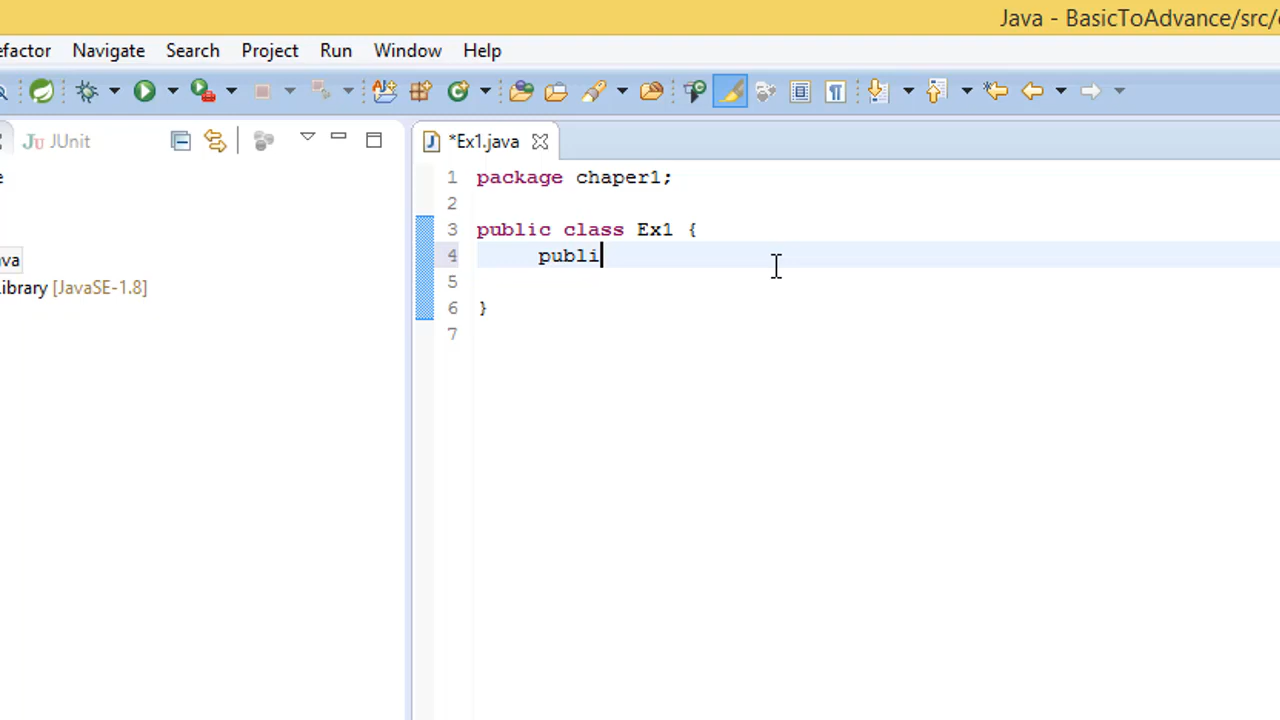 Java - BasicToAdvance/src/
efactor Navigate Search Project Run Window Help
JUnit
*Ex1.java
1 package chaper1;
2
3 public class Ex1 {
4 publi
5
6 }
7
ava
ibrary [JavaSE-1.8]